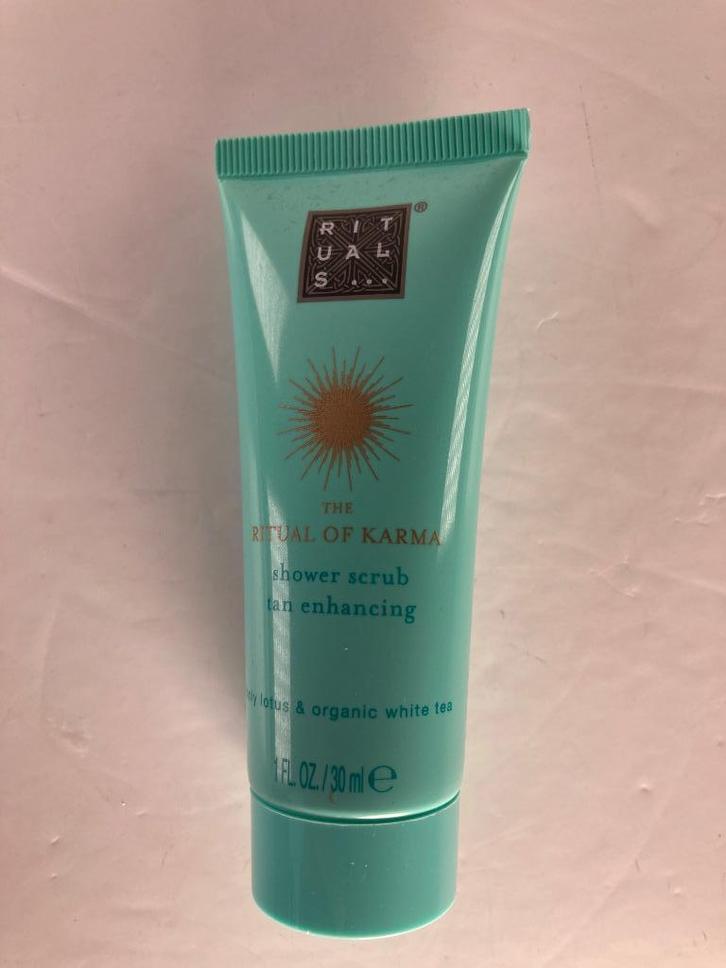 RIT
UAL
S...
®
THE
RITUAL OF KARMA
shower scrub
tan enhancing
lotus & organic white tea
1 FL. OZ. / 30 ml ℮